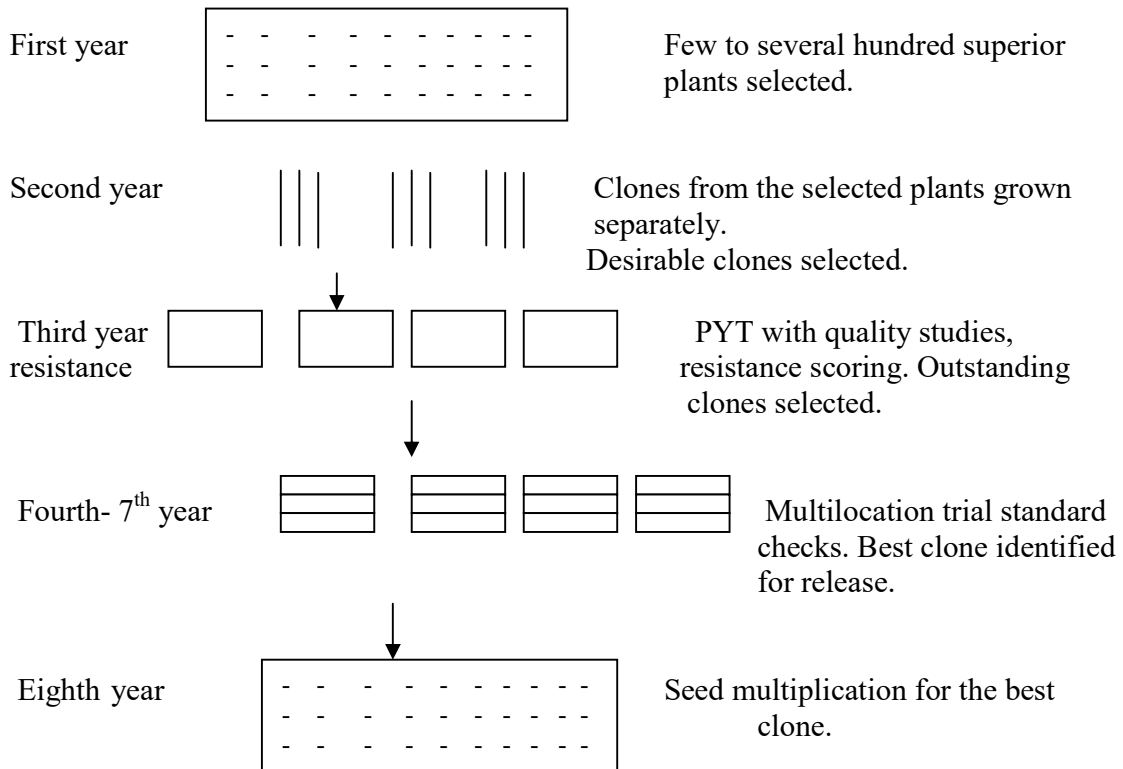 First year
Few to several hundred superior
plants selected.
Second year
Clones from the selected plants grown
separately.
Desirable clones selected.
Third year
resistance
PYT with quality studies,
resistance scoring. Outstanding
clones selected.
Fourth- 7th year
Multilocation trial standard
checks. Best clone identified
for release.
Eighth year
Seed multiplication for the best
clone.